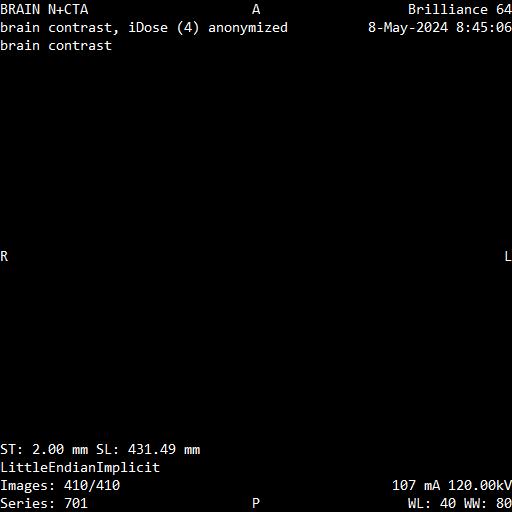 BRAIN N+CTA
A
Brilliance 64
brain contrast, iDose (4) anonymized
8-May-2024 8:45:06
brain contrast
R
L
ST: 2.00 mm SL: 431.49 mm
LittleEndianImplicit
Images: 410/410
107 mA 120.00kV
Series: 701
P
WL: 40 WW: 80